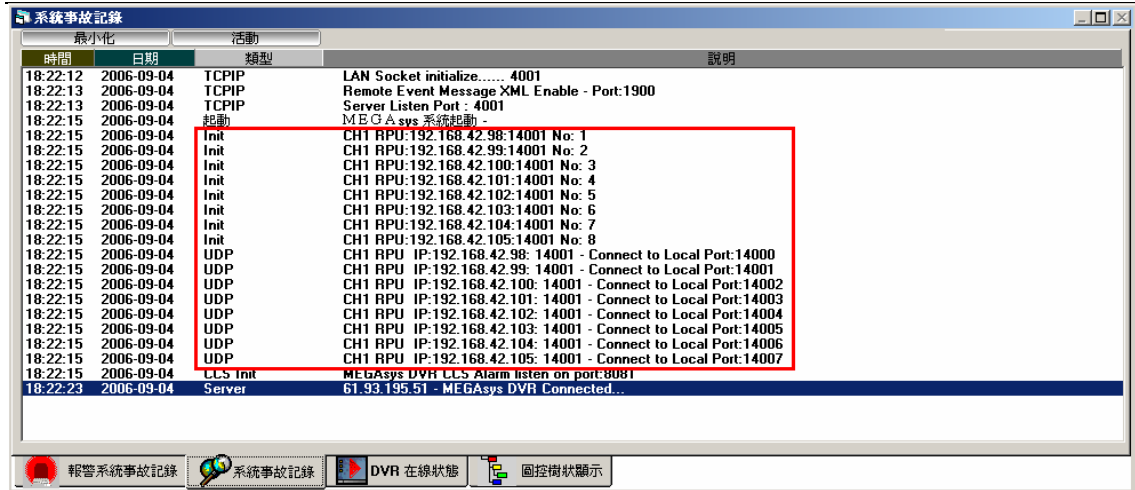 系統事故記錄
最小化 活動
時間 日期 類型 說明
18:22:12 2006-09-04 TCPIP LAN Socket initialize...... 4001
18:22:13 2006-09-04 TCPIP Remote Event Message XML Enable - Port:1900
18:22:13 2006-09-04 TCPIP Server Listen Port : 4001
18:22:15 2006-09-04 起動 MEGAsys 系統起動 -
18:22:15 2006-09-04 Init CH1 RPU:192.168.42.98:14001 No: 1
18:22:15 2006-09-04 Init CH1 RPU:192.168.42.99:14001 No: 2
18:22:15 2006-09-04 Init CH1 RPU:192.168.42.100:14001 No: 3
18:22:15 2006-09-04 Init CH1 RPU:192.168.42.101:14001 No: 4
18:22:15 2006-09-04 Init CH1 RPU:192.168.42.102:14001 No: 5
18:22:15 2006-09-04 Init CH1 RPU:192.168.42.103:14001 No: 6
18:22:15 2006-09-04 Init CH1 RPU:192.168.42.104:14001 No: 7
18:22:15 2006-09-04 Init CH1 RPU:192.168.42.105:14001 No: 8
18:22:15 2006-09-04 UDP CH1 RPU IP:192.168.42.98: 14001 - Connect to Local Port:14000
18:22:15 2006-09-04 UDP CH1 RPU IP:192.168.42.99: 14001 - Connect to Local Port:14001
18:22:15 2006-09-04 UDP CH1 RPU IP:192.168.42.100: 14001 - Connect to Local Port:14002
18:22:15 2006-09-04 UDP CH1 RPU IP:192.168.42.101: 14001 - Connect to Local Port:14003
18:22:15 2006-09-04 UDP CH1 RPU IP:192.168.42.102: 14001 - Connect to Local Port:14004
18:22:15 2006-09-04 UDP CH1 RPU IP:192.168.42.103: 14001 - Connect to Local Port:14005
18:22:15 2006-09-04 UDP CH1 RPU IP:192.168.42.104: 14001 - Connect to Local Port:14006
18:22:15 2006-09-04 UDP CH1 RPU IP:192.168.42.105: 14001 - Connect to Local Port:14007
18:22:15 2006-09-04 CCS Init MEGAsys DVR CCS Alarm listen on port:8081
18:22:23 2006-09-04 Server 61.93.195.51 - MEGAsys DVR Connected...
報警系統事故記錄 系統事故記錄 DVR 在線狀態 圖控樹狀顯示